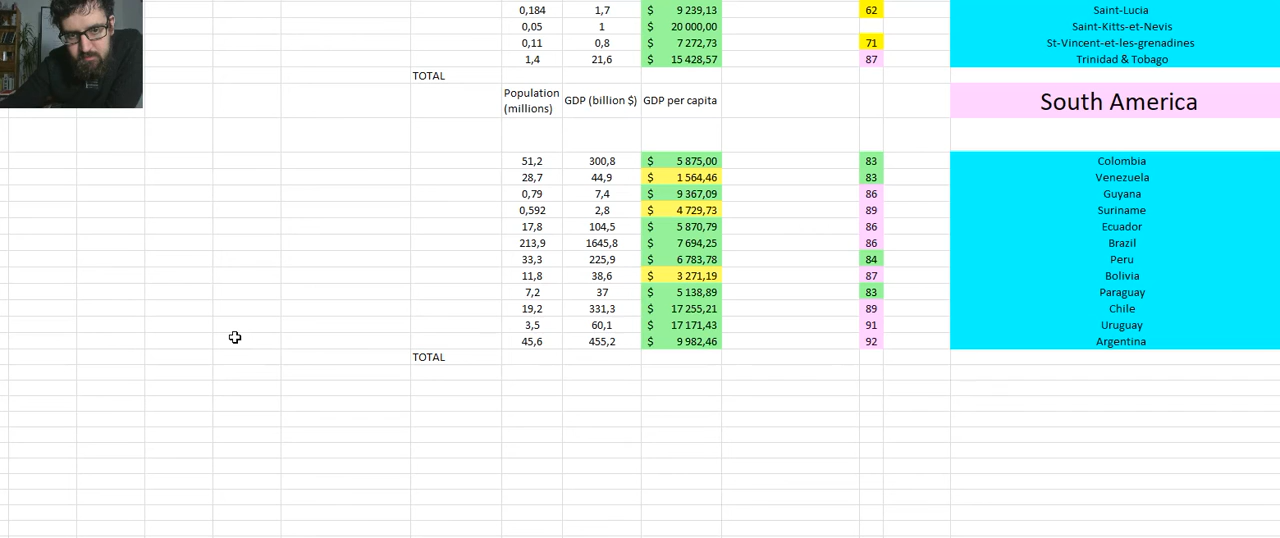 0,184 1,7 $ 9 239,13 62 Saint-Lucia
0,05 1 $ 20 000,00 Saint-Kitts-et-Nevis
0,11 0,8 $ 7 272,73 71 St-Vincent-et-les-grenadines
1,4 21,6 $ 15 428,57 87 Trinidad & Tobago
TOTAL
Population (millions) GDP (billion $) GDP per capita South America
51,2 300,8 $ 5 875,00 83 Colombia
28,7 44,9 $ 1 564,46 83 Venezuela
0,79 7,4 $ 9 367,09 86 Guyana
0,592 2,8 $ 4 729,73 89 Suriname
17,8 104,5 $ 5 870,79 86 Ecuador
213,9 1645,8 $ 7 694,25 86 Brazil
33,3 225,9 $ 6 783,78 84 Peru
11,8 38,6 $ 3 271,19 87 Bolivia
7,2 37 $ 5 138,89 83 Paraguay
19,2 331,3 $ 17 255,21 89 Chile
3,5 60,1 $ 17 171,43 91 Uruguay
45,6 455,2 $ 9 982,46 92 Argentina
TOTAL